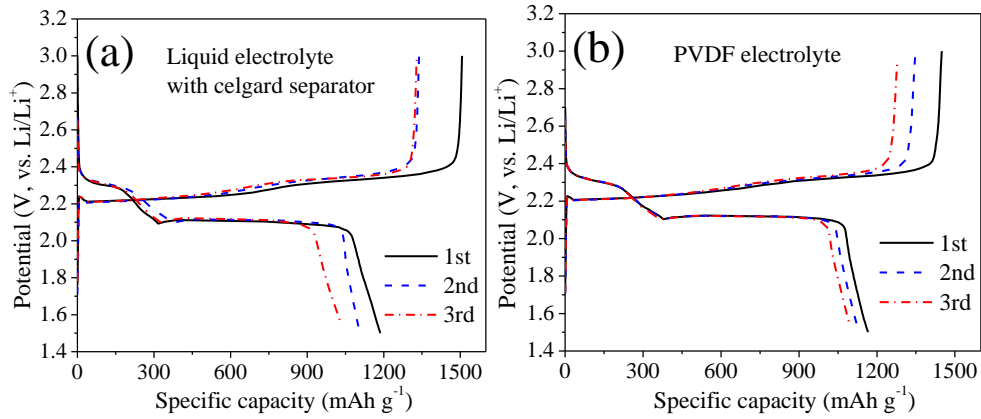 (a)
Liquid electrolyte
with celgard separator
Potential (V, vs. Li/Li⁺)
3.2
3.0
2.8
2.6
2.4
2.2
2.0
1.8
1.6
1.4
1st
2nd
3rd
0 300 600 900 1200 1500
Specific capacity (mAh g⁻¹)
(b)
PVDF electrolyte
Potential (V, vs. Li/Li⁺)
3.2
3.0
2.8
2.6
2.4
2.2
2.0
1.8
1.6
1.4
1st
2nd
3rd
0 300 600 900 1200 1500
Specific capacity (mAh g⁻¹)